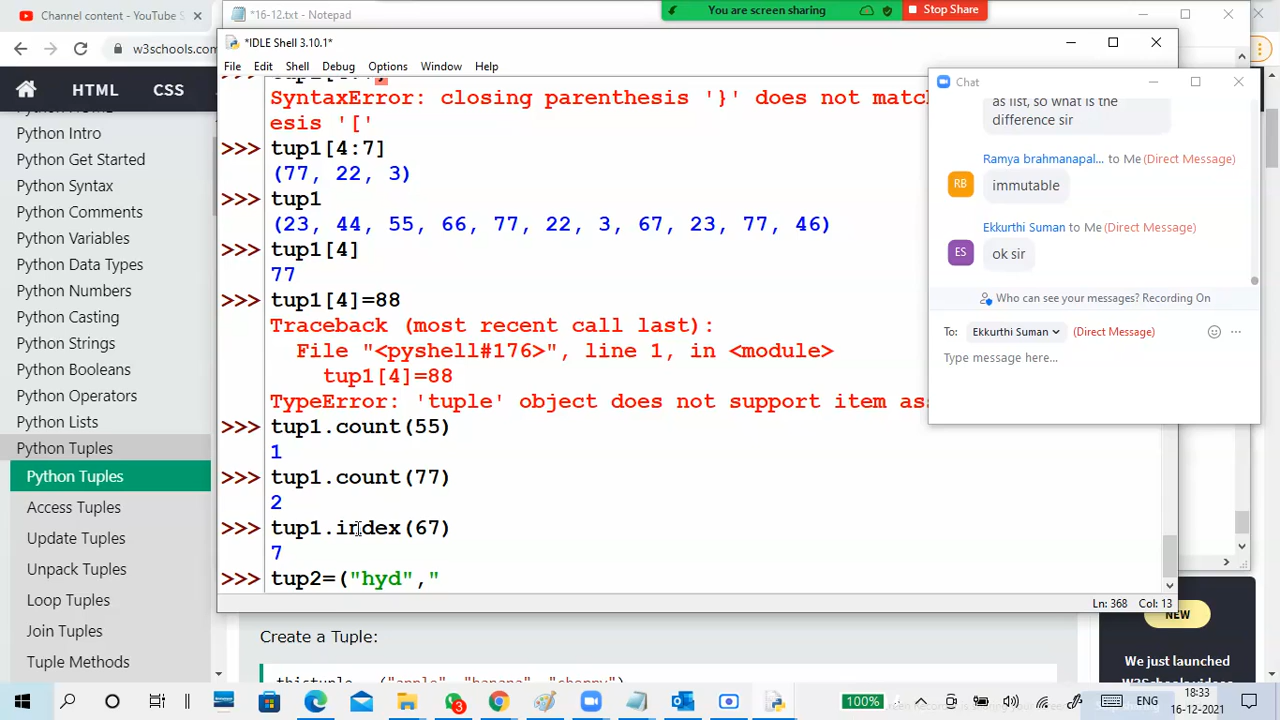 Channel content - YouTube
*16-12.txt - Notepad
You are screen sharing
Stop Share
w3schools.com
HTML
CSS
Python Intro
Python Get Started
Python Syntax
Python Comments
Python Variables
Python Data Types
Python Numbers
Python Casting
Python Strings
Python Booleans
Python Operators
Python Lists
Python Tuples
Python Tuples
Access Tuples
Update Tuples
Unpack Tuples
Loop Tuples
Join Tuples
Tuple Methods
*IDLE Shell 3.10.1*
File Edit Shell Debug Options Window Help
SyntaxError: closing parenthesis '}' does not match
esis '['
>>> tup1[4:7]
(77, 22, 3)
>>> tup1
(23, 44, 55, 66, 77, 22, 3, 67, 23, 77, 46)
>>> tup1[4]
77
>>> tup1[4]=88
Traceback (most recent call last):
File "<pyshell#176>", line 1, in <module>
tup1[4]=88
TypeError: 'tuple' object does not support item ass
>>> tup1.count(55)
1
>>> tup1.count(77)
2
>>> tup1.index(67)
7
>>> tup2=("hyd","
Ln: 368 Col: 13
Chat
as list, so what is the
difference sir
Ramya brahmanapal... to Me (Direct Message)
RB
immutable
Ekkurthi Suman to Me (Direct Message)
ES
ok sir
Who can see your messages? Recording On
To: Ekkurthi Suman (Direct Message)
Type message here...
Create a Tuple:
thistuple = ("apple", "banana", "cherry")
NEW
We just launched
W3Schools videos
3
100%
ENG
18:33
16-12-2021